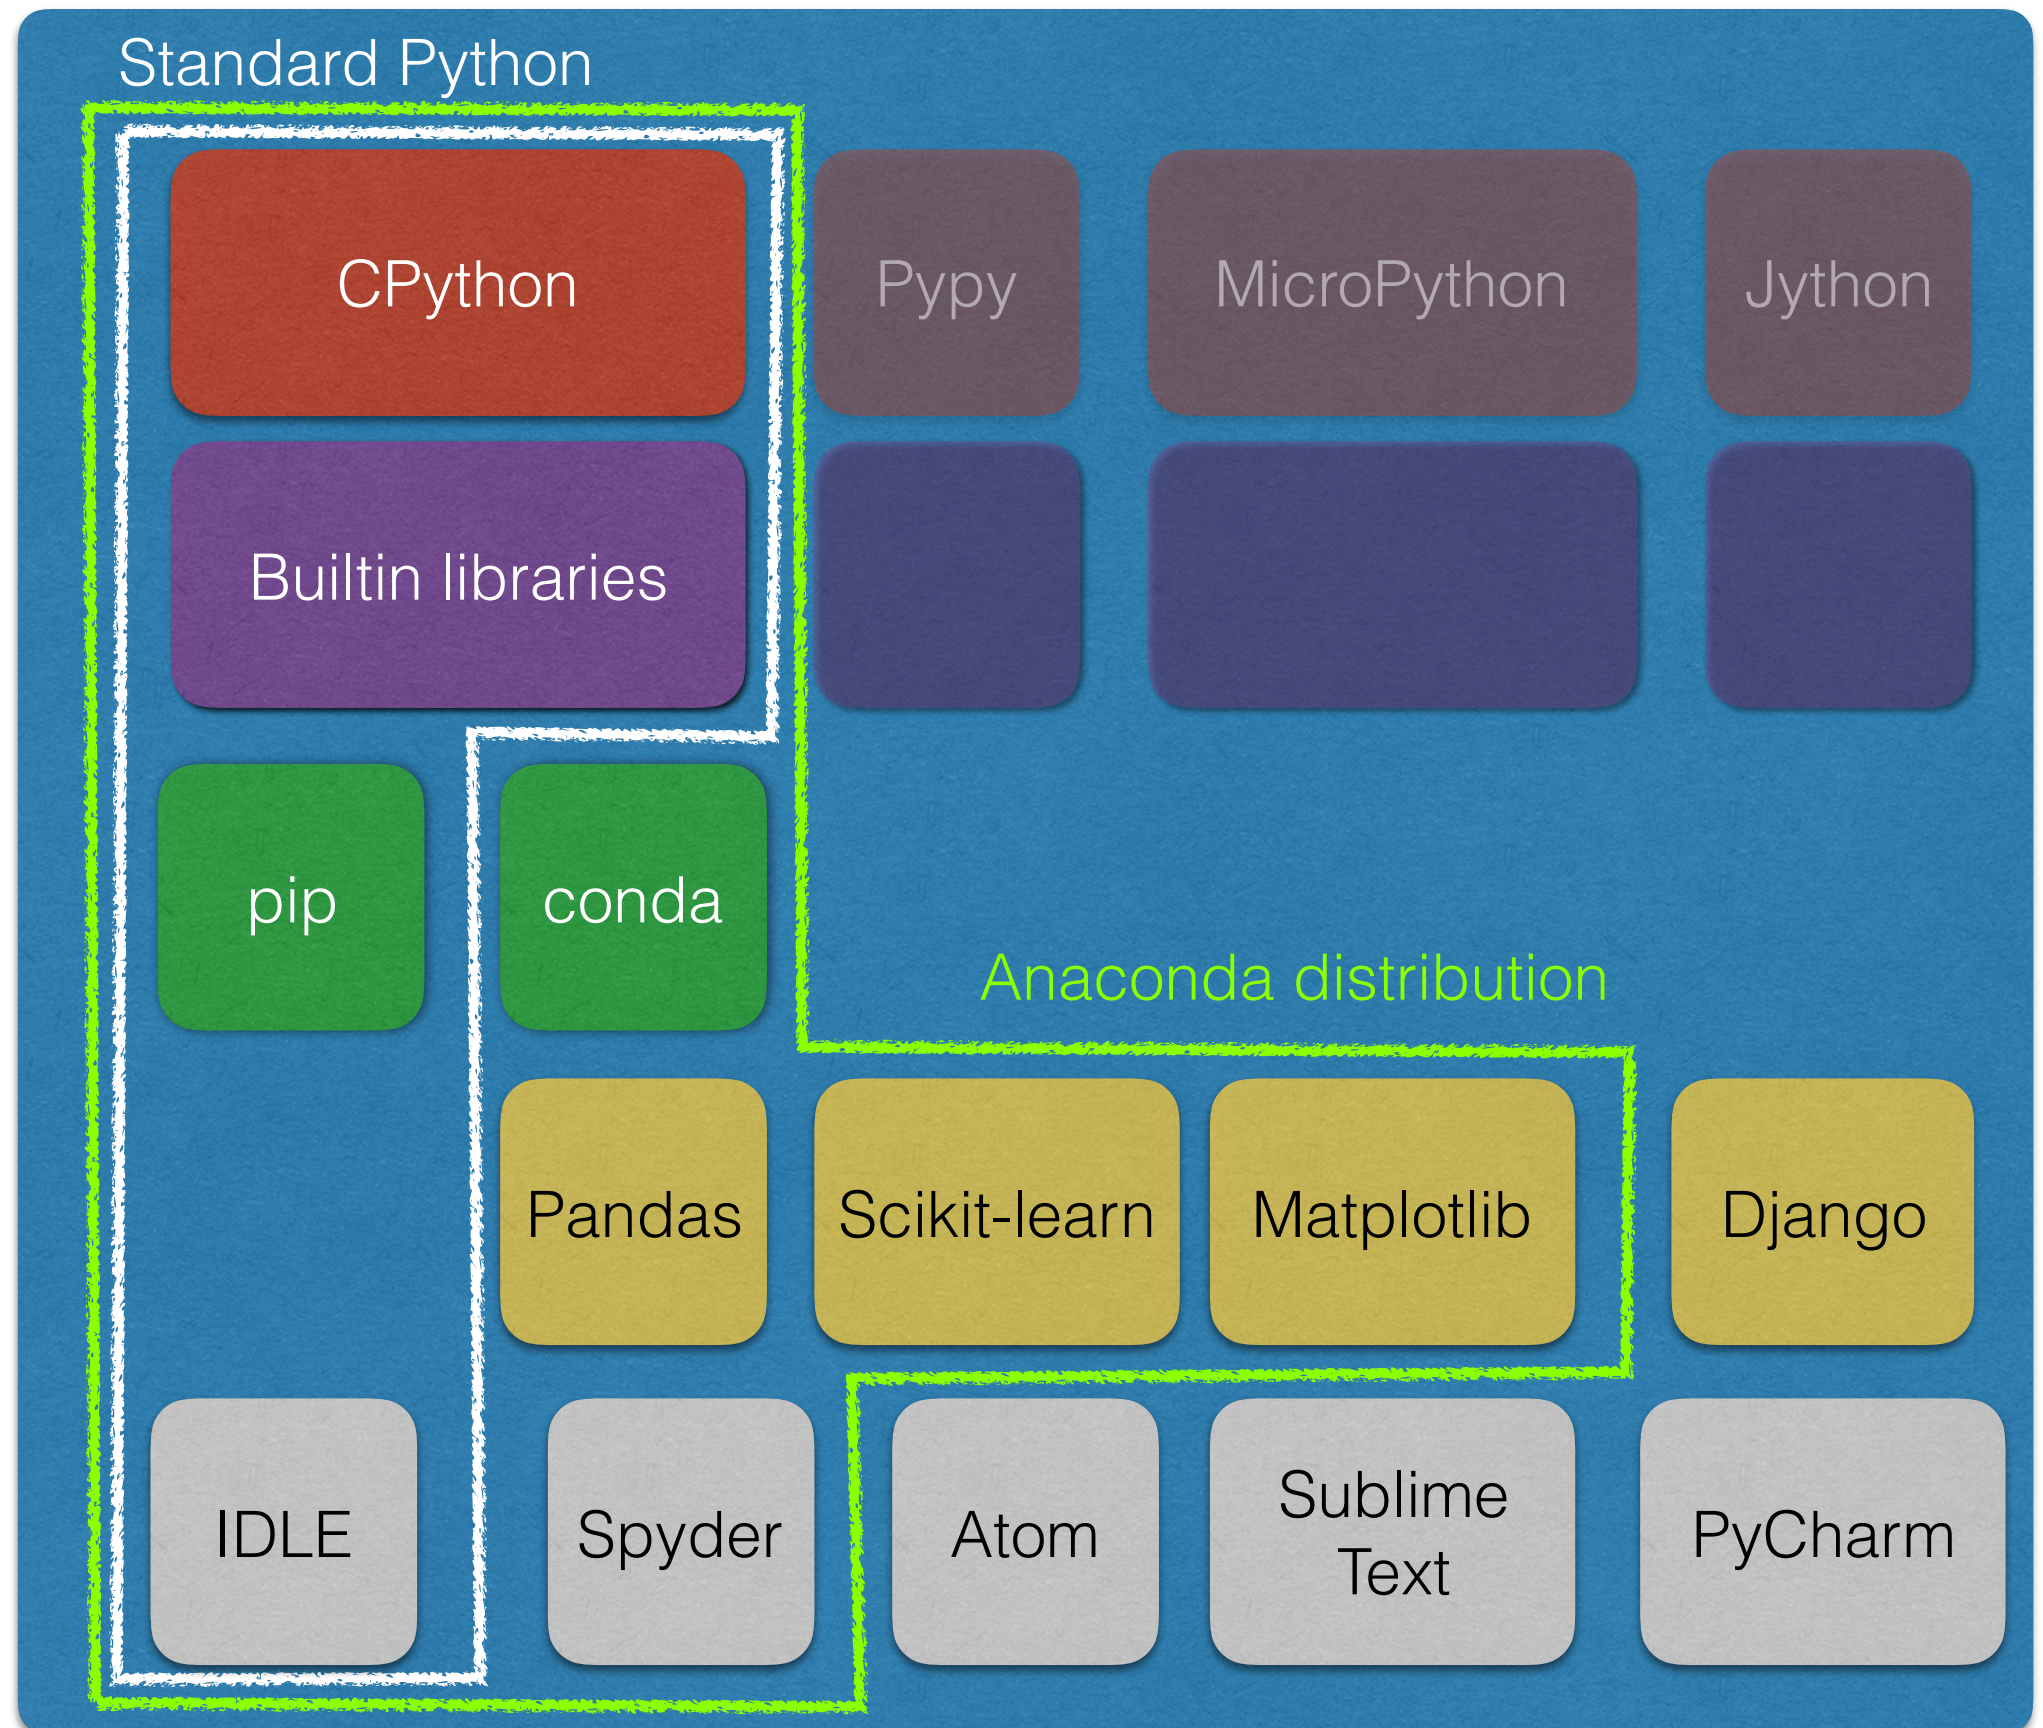 Standard Python
CPython
Pypy
MicroPython
Jython
Builtin libraries
pip
conda
Anaconda distribution
Pandas
Scikit-learn
Matplotlib
Django
IDLE
Spyder
Atom
Sublime
Text
PyCharm